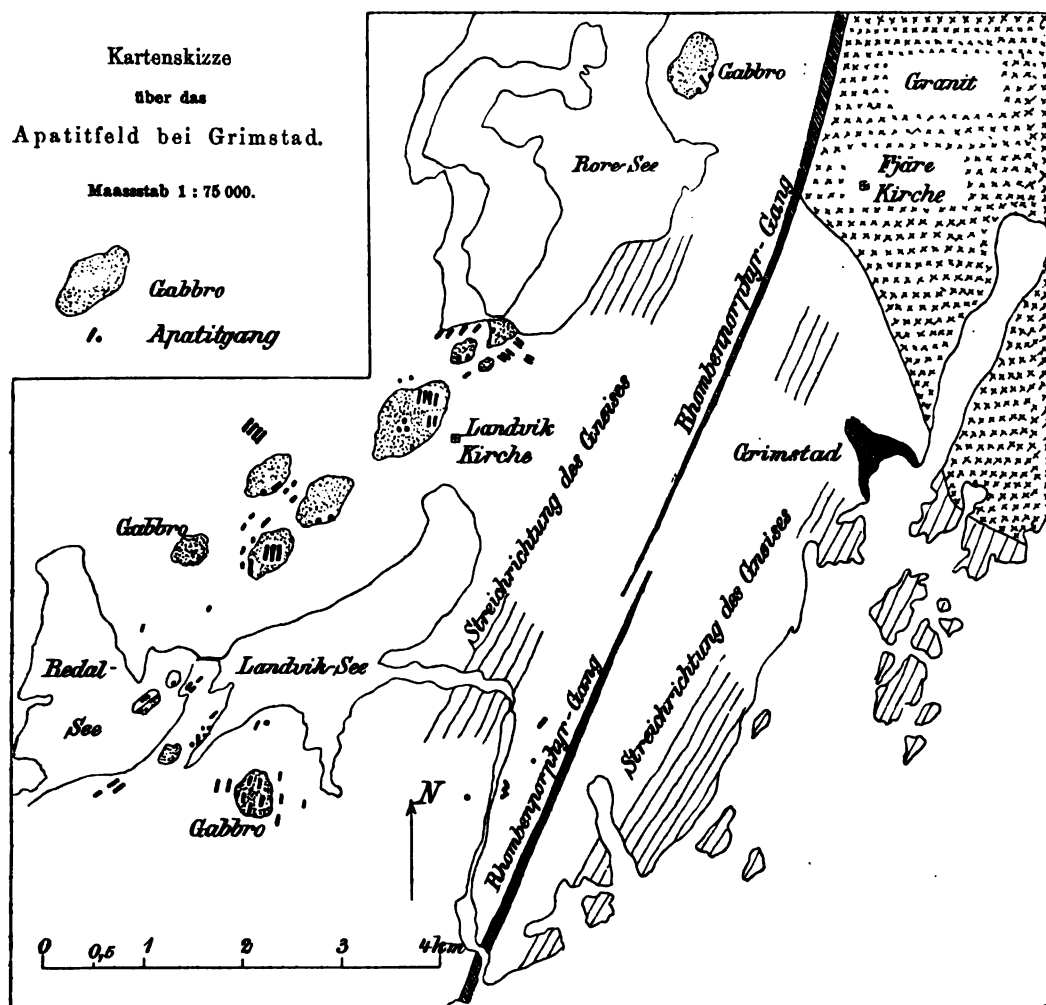 Kartenskizze
über das
Apatitfeld bei Grimstad.
Maassstab 1 : 75 000.
Gabbro
Apatitgang
Gabbro
Granit
Rore-See
Fjäre
Kirche
Rhombenporphyr-Gang
Landvik
Kirche
Grimstad
Streichrichtung des Gneises
Gabbro
Streichrichtung des Gneises
Redal-
See
Landvik-See
Rhombenporphyr-Gang
Gabbro
N
0 0,5 1 2 3 4 km